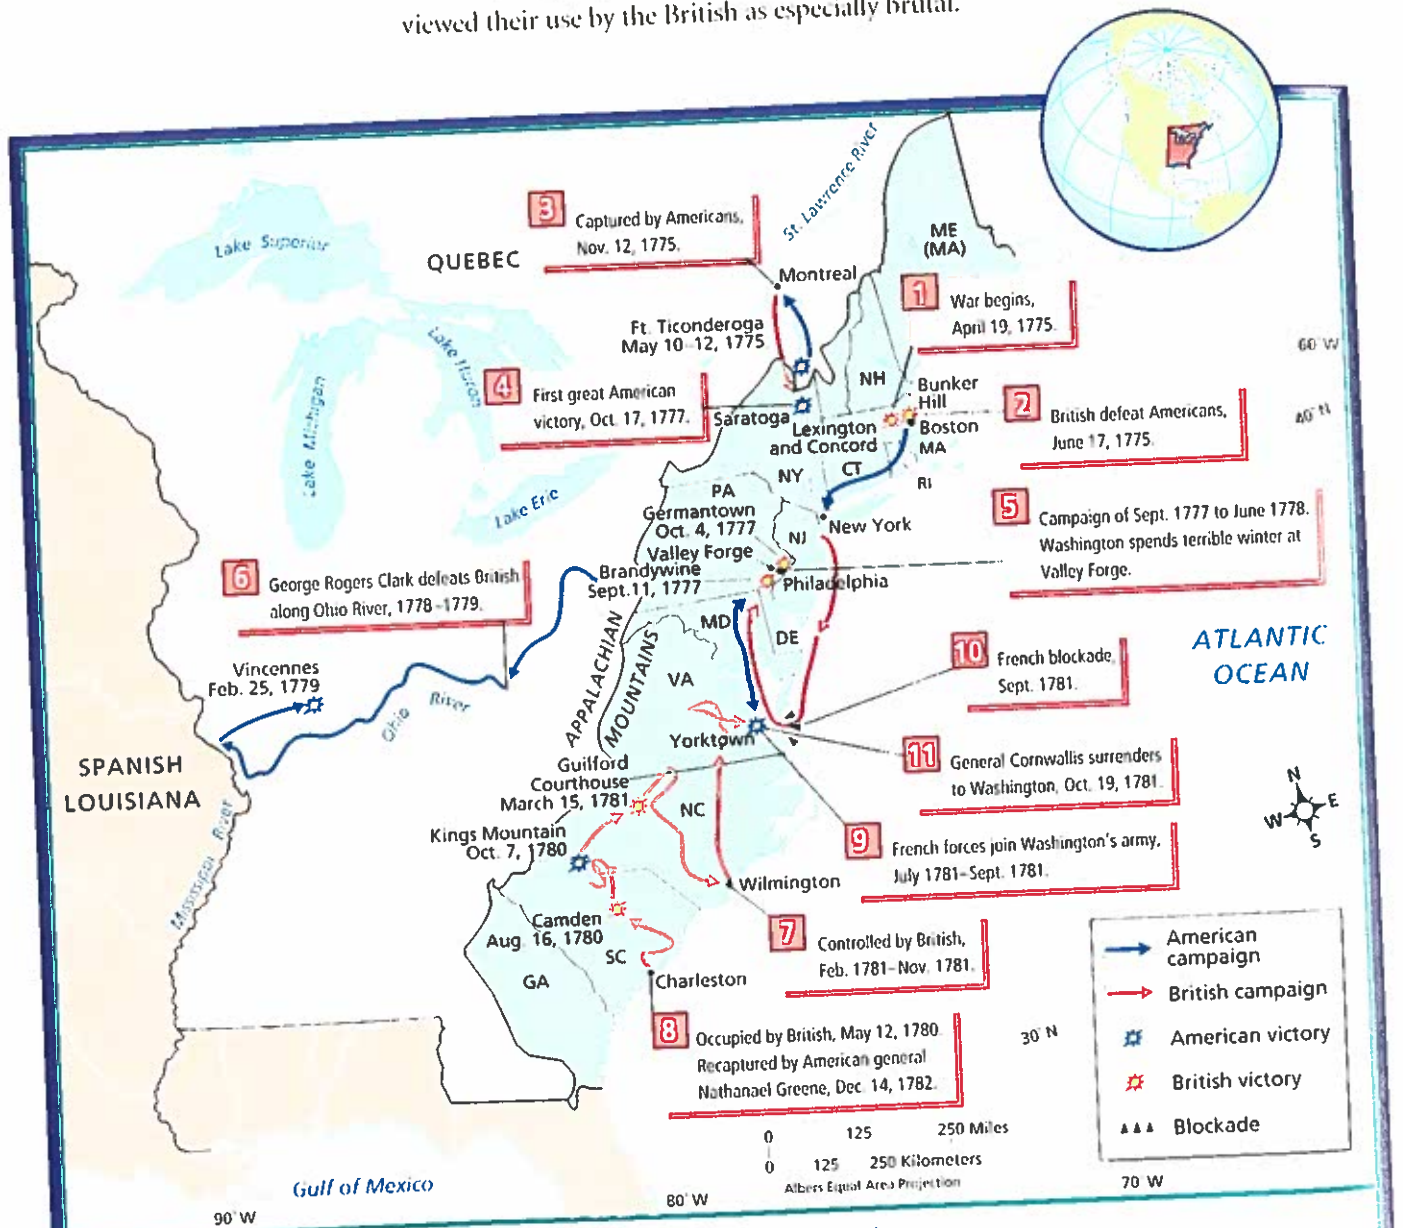 viewed their use by the British as especially brutal.
St. Lawrence River
3
Captured by Americans,
Nov. 12, 1775.
Lake Superior
QUEBEC
ME
(MA)
Montreal
1
War begins,
April 19, 1775.
Ft. Ticonderoga
May 10–12, 1775
Lake Huron
Lake Michigan
60°W
4
First great American
victory, Oct. 17, 1777.
NH
Bunker
Hill
2
British defeat Americans,
June 17, 1775.
40°N
Saratoga
Lexington
and Concord
Boston
MA
CT
RI
NY
PA
Lake Erie
Germantown
Oct. 4, 1777
NJ
New York
5
Campaign of Sept. 1777 to June 1778.
Washington spends terrible winter at
Valley Forge.
Valley Forge
6
George Rogers Clark defeats British
along Ohio River, 1778–1779.
Brandywine
Sept.11, 1777
Philadelphia
MD
DE
ATLANTIC
OCEAN
10
French blockade,
Sept. 1781.
Vincennes
Feb. 25, 1779
Ohio River
APPALACHIAN
MOUNTAINS
VA
Yorktown
11
General Cornwallis surrenders
to Washington, Oct. 19, 1781.
SPANISH
LOUISIANA
Guilford
Courthouse
March 15, 1781
NC
N
W E
S
Mississippi River
Kings Mountain
Oct. 7, 1780
9
French forces join Washington's army,
July 1781–Sept. 1781.
Wilmington
Camden
Aug. 16, 1780
SC
7
Controlled by British,
Feb. 1781–Nov. 1781.
GA
Charleston
8
Occupied by British, May 12, 1780.
Recaptured by American general
Nathanael Greene, Dec. 14, 1782.
30°N
American
campaign
British campaign
American victory
British victory
Blockade
0 125 250 Miles
0 125 250 Kilometers
Albers Equal Area Projection
Gulf of Mexico
90°W
80°W
70°W